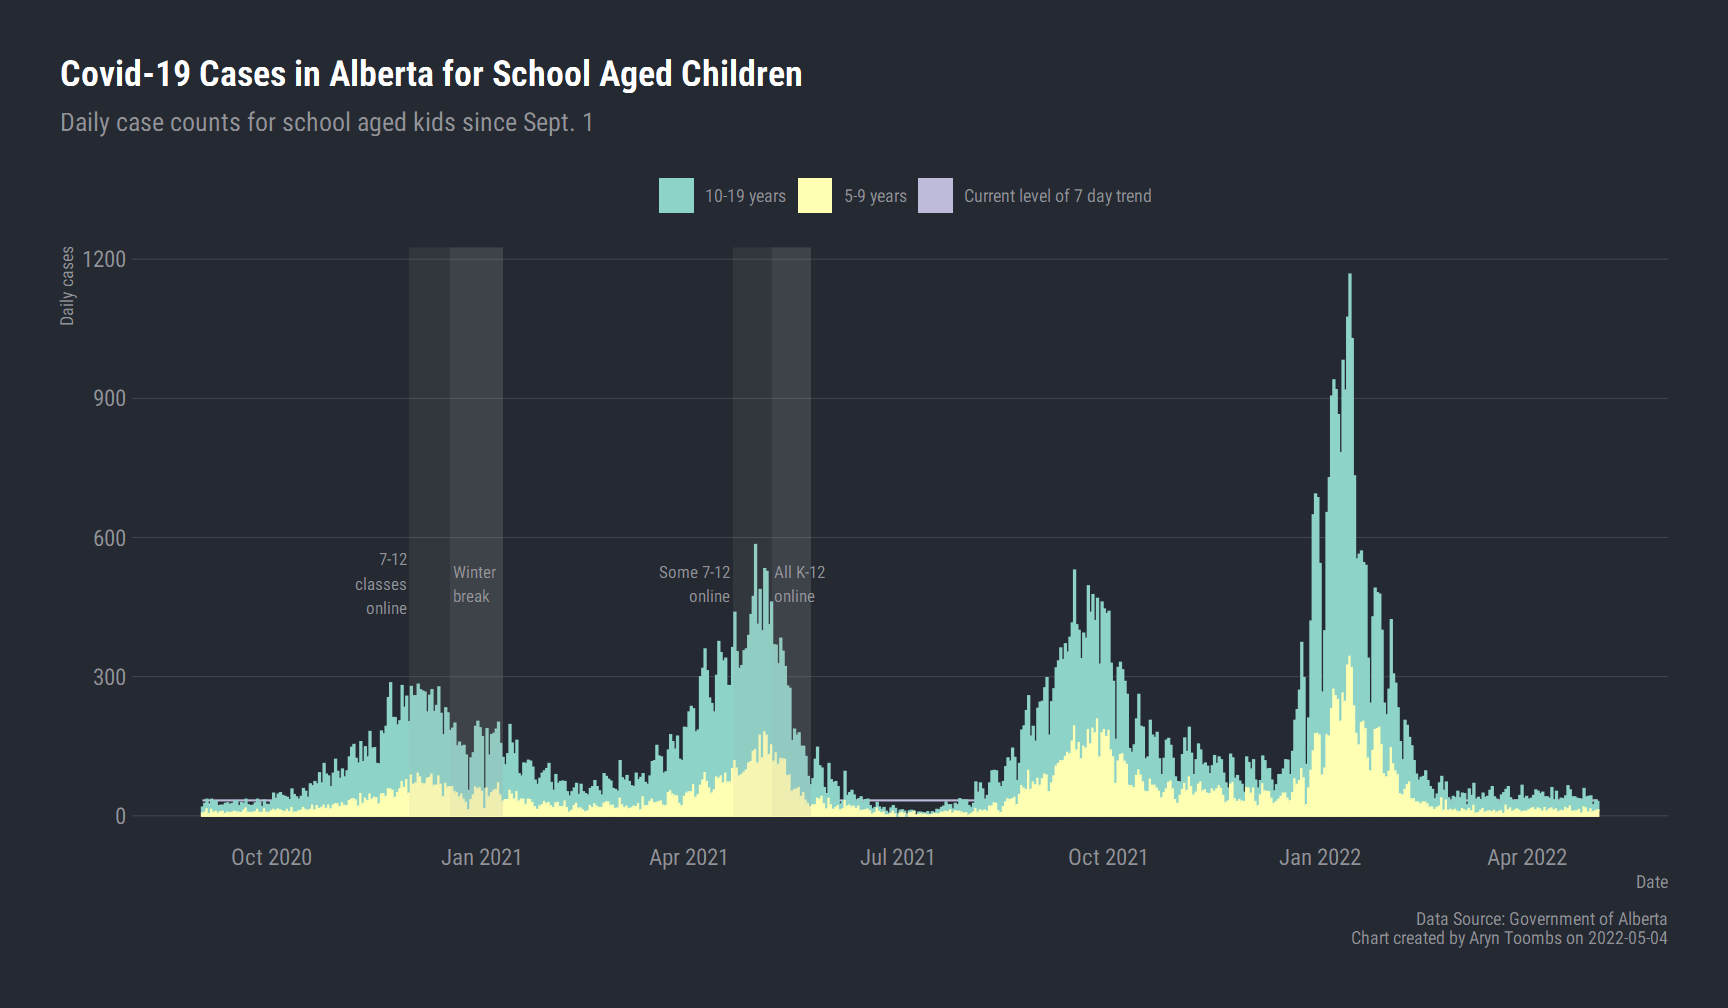 Covid-19 Cases in Alberta for School Aged Children
Daily case counts for school aged kids since Sept. 1
10-19 years
5-9 years
Current level of 7 day trend
Daily cases
1200
900
600
300
0
7-12
classes
online
Winter
break
Some 7-12
online
All K-12
online
Oct 2020
Jan 2021
Apr 2021
Jul 2021
Oct 2021
Jan 2022
Apr 2022
Date
Data Source: Government of Alberta
Chart created by Aryn Toombs on 2022-05-04